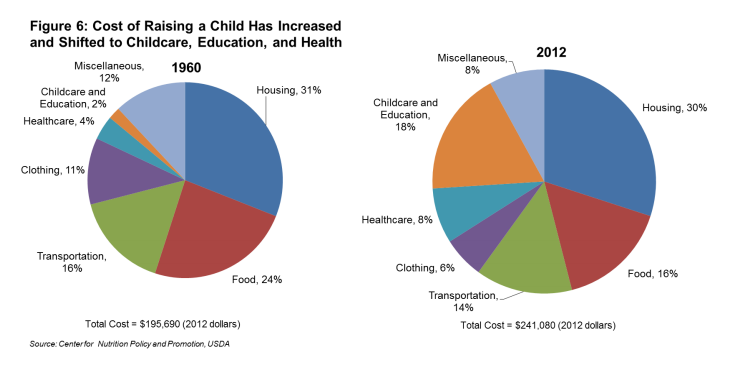 Figure 6: Cost of Raising a Child Has Increased
and Shifted to Childcare, Education, and Health
1960
Miscellaneous,
12%
Housing, 31%
Childcare and
Education, 2%
Healthcare, 4%
Clothing, 11%
Transportation,
16%
Food, 24%
Total Cost = $195,690 (2012 dollars)
2012
Miscellaneous,
8%
Housing, 30%
Childcare and
Education,
18%
Healthcare, 8%
Clothing, 6%
Food, 16%
Transportation,
14%
Total Cost = $241,080 (2012 dollars)
Source: Center for Nutrition Policy and Promotion, USDA